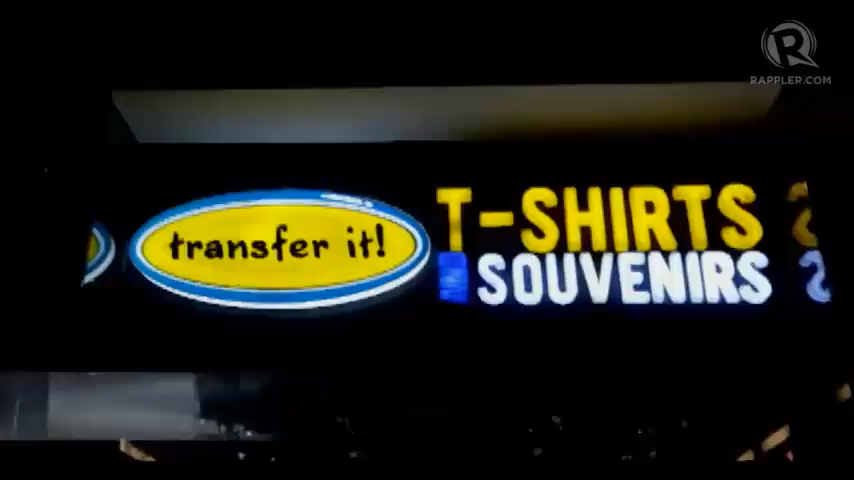 R
RAPPLER.COM
transfer it!
T-SHIRTS
SOUVENIRS